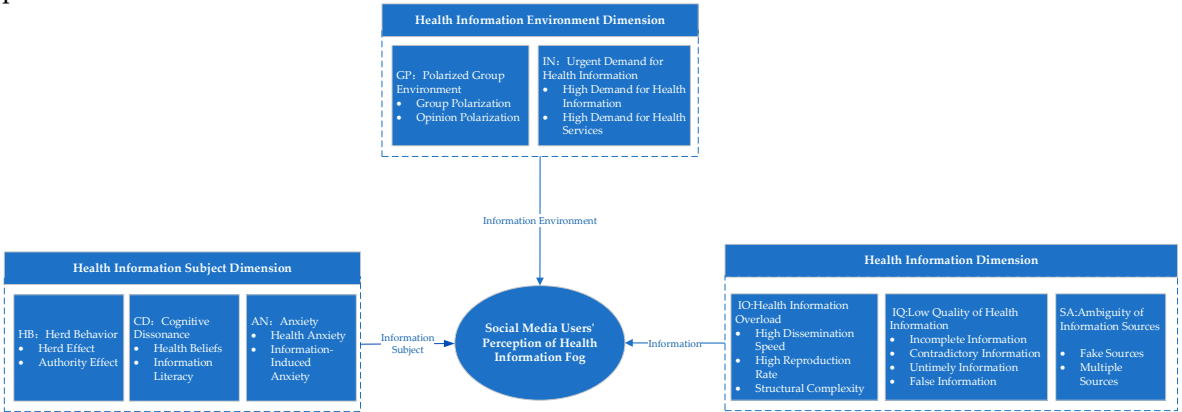 Health Information Environment Dimension
GP：Polarized Group
Environment
• Group Polarization
• Opinion Polarization
IN：Urgent Demand for
Health Information
• High Demand for Health
Information
• High Demand for Health
Services
Information Environment
Health Information Subject Dimension
HB：Herd Behavior
• Herd Effect
• Authority Effect
CD：Cognitive
Dissonance
• Health Beliefs
• Information
Literacy
AN：Anxiety
• Health Anxiety
• Information-
Induced
Anxiety
Information
Subject
Social Media Users'
Perception of Health
Information Fog
Information
Health Information Dimension
IO:Health Information
Overload
• High Dissemination
Speed
• High Reproduction
Rate
• Structural Complexity
IQ:Low Quality of Health
Information
• Incomplete Information
• Contradictory Information
• Untimely Information
• False Information
SA:Ambiguity of
Information Sources
• Fake Sources
• Multiple
Sources